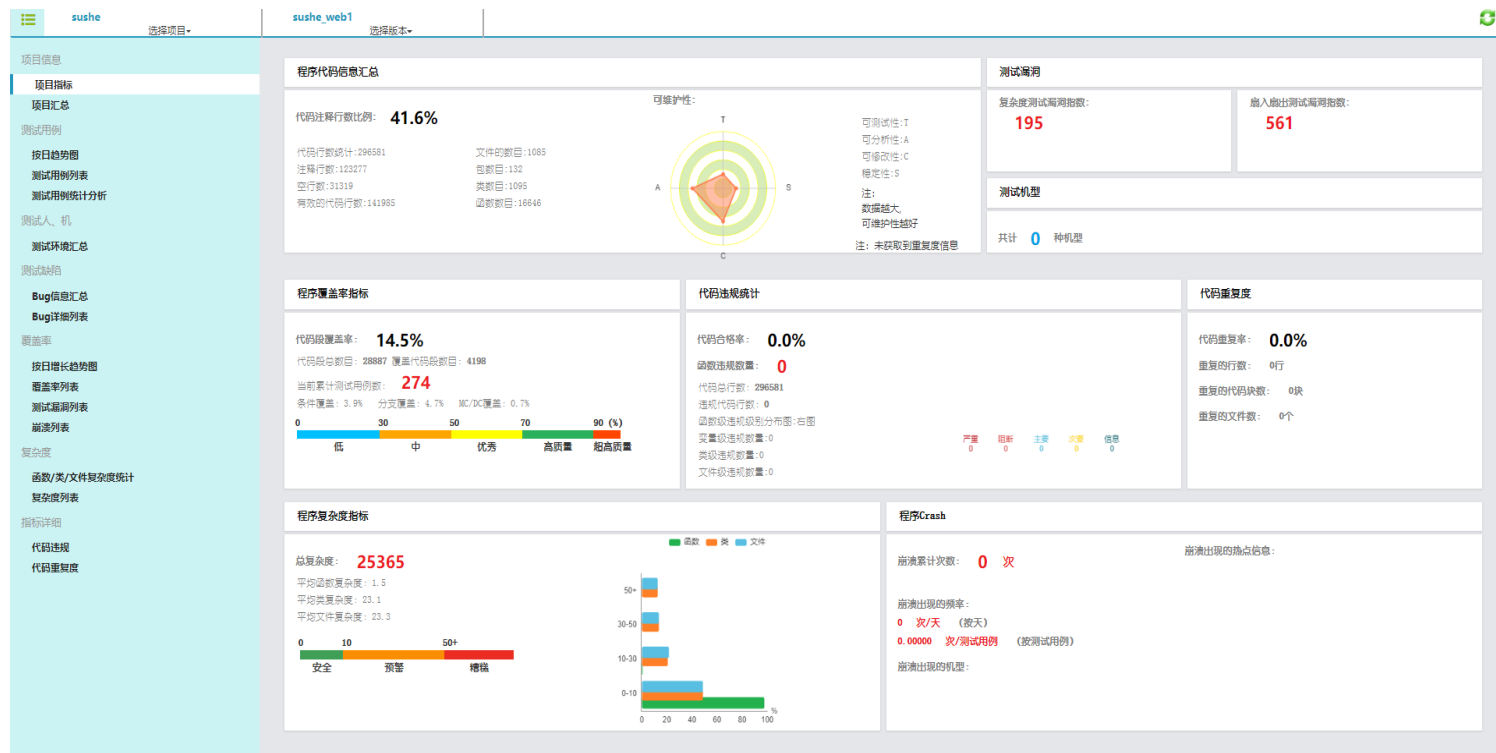 sushe
选择项目
sushe_web1
选择版本
项目信息
项目指标
项目汇总
测试用例
按日趋势图
测试用例列表
测试用例统计分析
测试人、机
测试环境汇总
测试缺陷
Bug信息汇总
Bug详细列表
覆盖率
按日增长趋势图
覆盖率列表
测试漏洞列表
崩溃列表
复杂度
函数/类/文件复杂度统计
复杂度列表
指标详细
代码违规
代码重复度
程序代码信息汇总
代码注释行数比例: 41.6%
代码行数统计:296581 文件的数目:1085
注释行数:123277 包数目:132
空行数:31319 类数目:1095
有效的代码行数:141985 函数数目:16646
可维护性:
T
A
S
C
可测试性:T
可分析性:A
可修改性:C
稳定性:S
注:
数据越大,
可维护性越好
注: 未获取到重复度信息
测试漏洞
复杂度测试漏洞指数:
195
扇入扇出测试漏洞指数:
561
测试机型
共计 0 种机型
程序覆盖率指标
代码段覆盖率: 14.5%
代码段总数目: 28887 覆盖代码段数目: 4198
当前累计测试用例数: 274
条件覆盖: 3.9% 分支覆盖: 4.7% MC/DC覆盖: 0.7%
0 30 50 70 90 (%)
低 中 优秀 高质量 超高质量
代码违规统计
代码合格率: 0.0%
函数违规数量: 0
代码总行数: 296581
违规代码行数: 0
函数级违规级别分布图:右图
变量级违规数量:0
类级违规数量:0
文件级违规数量:0
严重 阻断 主要 次要 信息
0 0 0 0 0
代码重复度
代码重复率: 0.0%
重复的行数: 0行
重复的代码块数: 0块
重复的文件数: 0个
程序复杂度指标
总复杂度: 25365
平均函数复杂度: 1.5
平均类复杂度: 23.1
平均文件复杂度: 23.3
0 10 50+
安全 预警 糟糕
函数 类 文件
50+
30-50
10-30
0-10
0 20 40 60 80 100 %
程序Crash
崩溃累计次数: 0 次
崩溃出现的频率:
0 次/天 (按天)
0.00000 次/测试用例 (按测试用例)
崩溃出现的机型:
崩溃出现的热点信息: